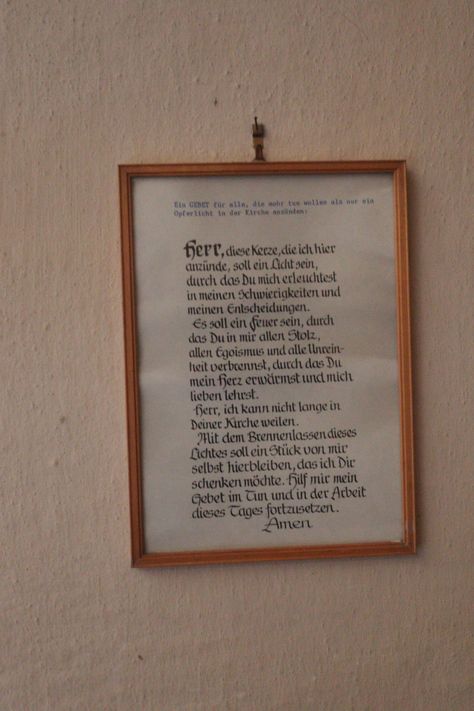 Ein GEBET für alle, die mehr tun wollen als nur ein
Opferlicht in der Kirche anzünden:
Herr, diese Kerze, die ich hier
anzünde, soll ein Licht sein,
durch das Du mich erleuchtest
in meinen Schwierigkeiten und
meinen Entscheidungen.
Es soll ein Feuer sein, durch
das Du in mir allen Stolz,
allen Egoismus und alle Unrein-
heit verbrennst, durch das Du
mein Herz erwärmst und mich
lieben lehrst.
Herr, ich kann nicht lange in
Deiner Kirche weilen.
Mit dem Brennenlassen dieses
Lichtes soll ein Stück von mir
selbst hierbleiben, das ich Dir
schenken möchte. Hilf mir mein
Gebet im Tun und in der Arbeit
dieses Tages fortzusetzen.
Amen